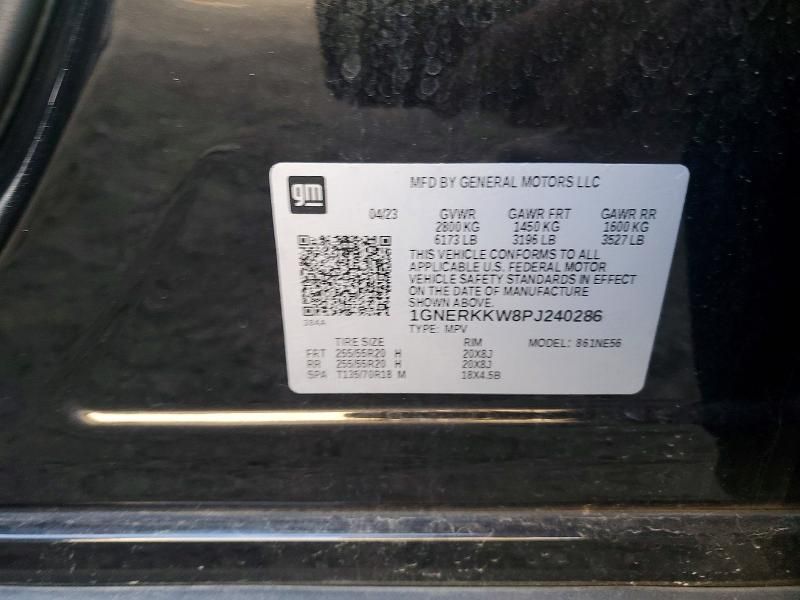 gm
MFD BY GENERAL MOTORS LLC
04/23 GVWR GAWR FRT GAWR RR
2800 KG 1450 KG 1600 KG
6173 LB 3196 LB 3527 LB
THIS VEHICLE CONFORMS TO ALL
APPLICABLE U.S. FEDERAL MOTOR
VEHICLE SAFETY STANDARDS IN EFFECT
ON THE DATE OF MANUFACTURE
SHOWN ABOVE.
384A
1GNERKKW8PJ240286
TYPE: MPV
TIRE SIZE RIM MODEL: 861NE56
FRT 255/55R20 H 20X8J
RR 255/55R20 H 20X8J
SPA T135/70R18 M 18X4.5B